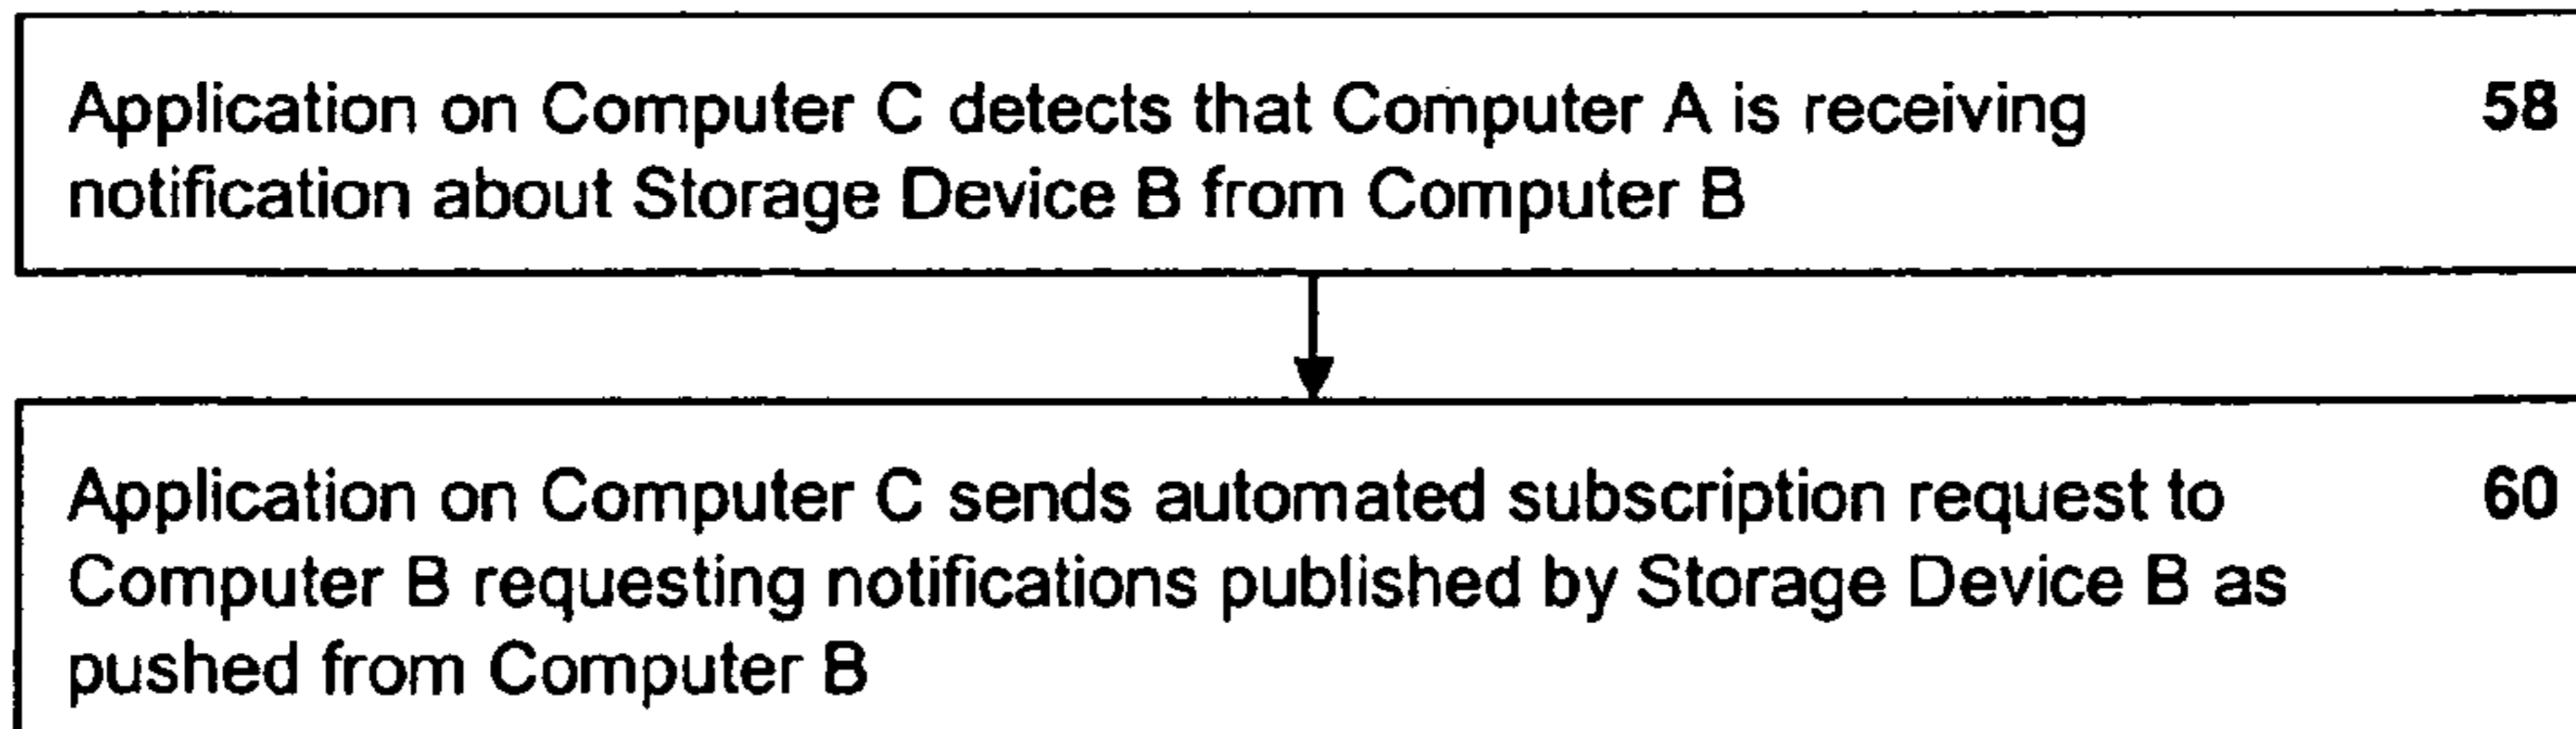 Application on Computer C detects that Computer A is receiving 58
notification about Storage Device B from Computer B
Application on Computer C sends automated subscription request to 60
Computer B requesting notifications published by Storage Device B as
pushed from Computer B